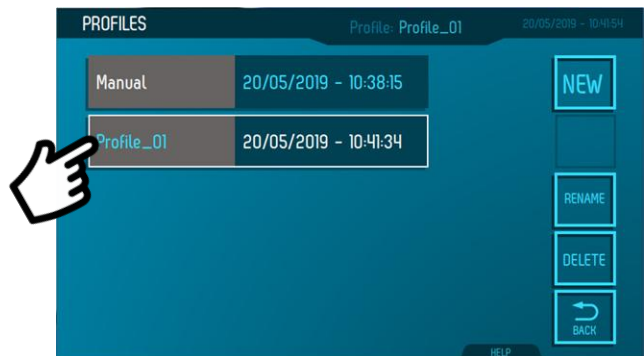 PROFILES
Profile: Profile_01
20/05/2019 - 10:41:54
Manual
20/05/2019 - 10:38:15
NEW
Profile_01
20/05/2019 - 10:41:34
RENAME
DELETE
BACK
HELP